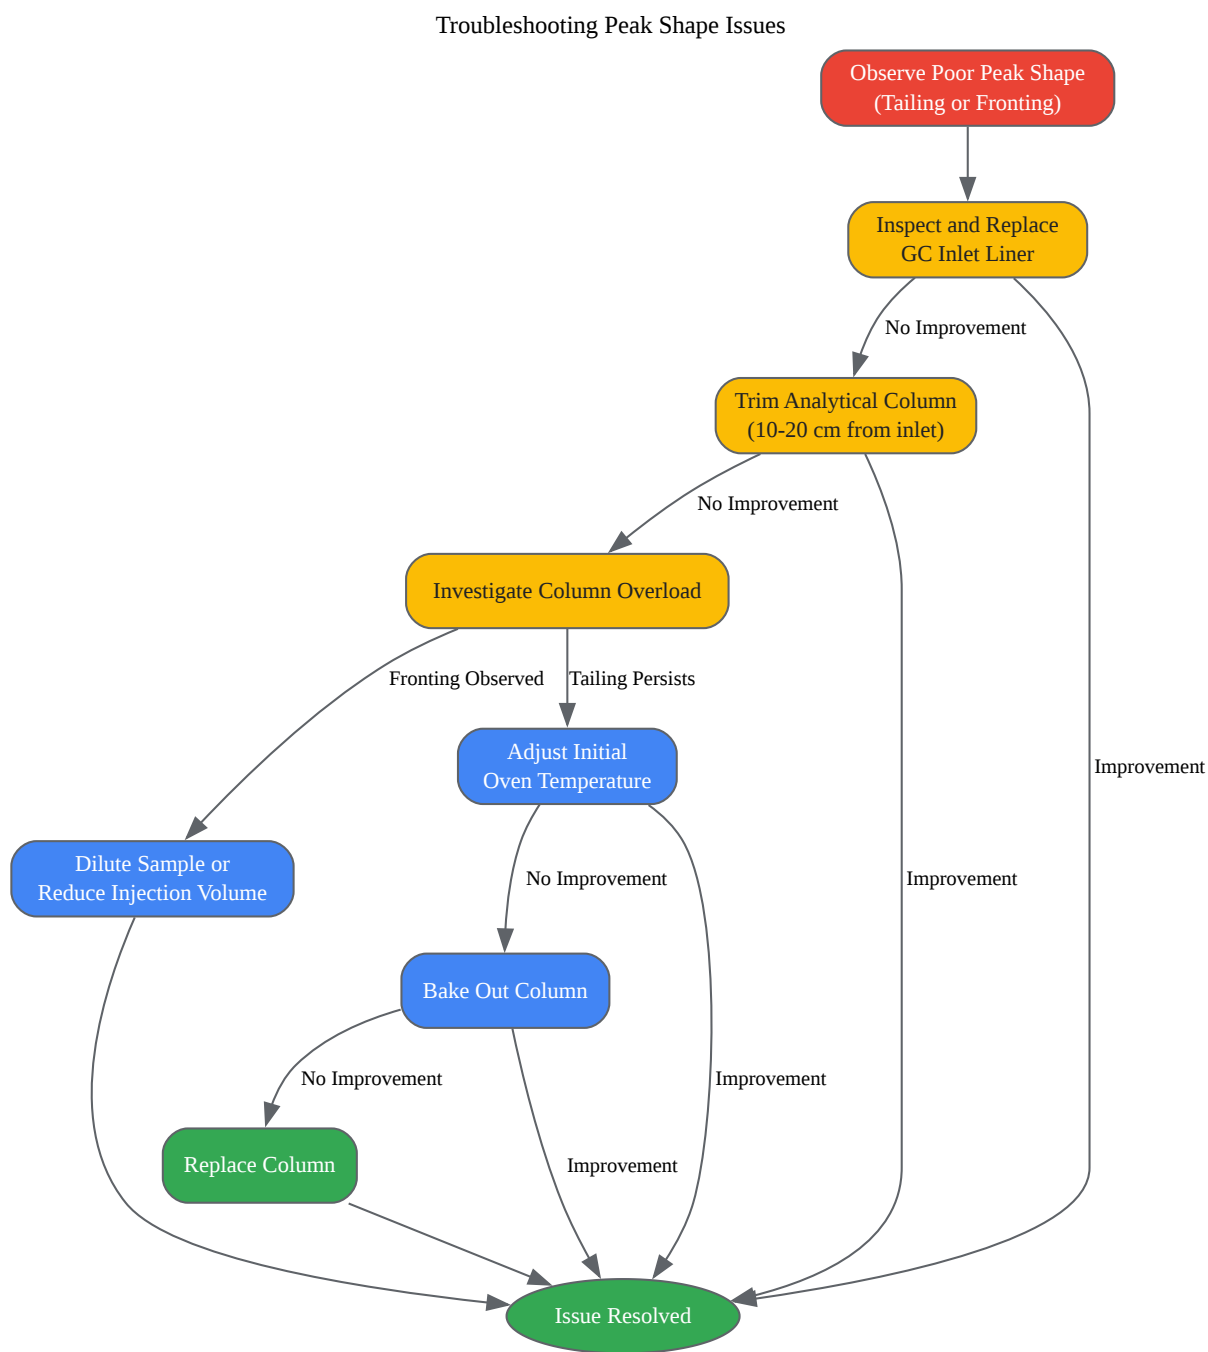 Troubleshooting Peak Shape Issues
Observe Poor Peak Shape
(Tailing or Fronting)
Inspect and Replace
GC Inlet Liner
No Improvement
Trim Analytical Column
(10-20 cm from inlet)
No Improvement
Investigate Column Overload
Fronting Observed
Tailing Persists
Adjust Initial
Oven Temperature
Improvement
Dilute Sample or
Reduce Injection Volume
No Improvement
Improvement
Bake Out Column
No Improvement
Improvement
Replace Column
Improvement
Issue Resolved